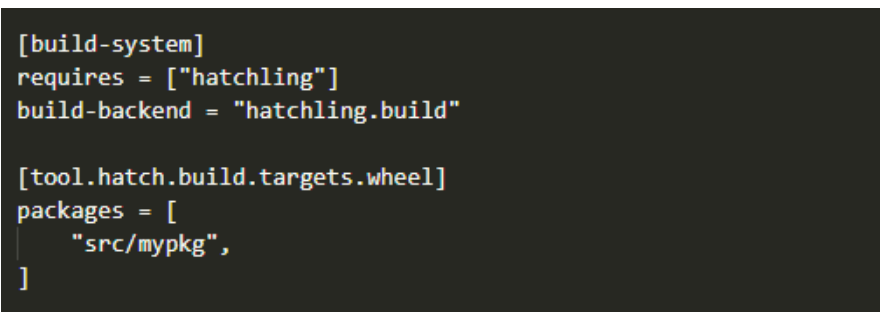 [build-system]
requires = ["hatchling"]
build-backend = "hatchling.build"

[tool.hatch.build.targets.wheel]
packages = [
    "src/mypkg",
]